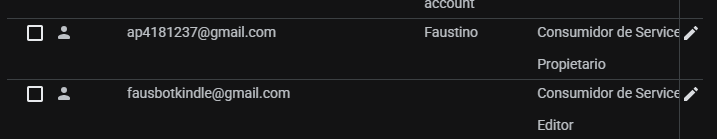 account
ap4181237@gmail.com Faustino Consumidor de Service
Propietario
fausbotkindle@gmail.com Consumidor de Service
Editor